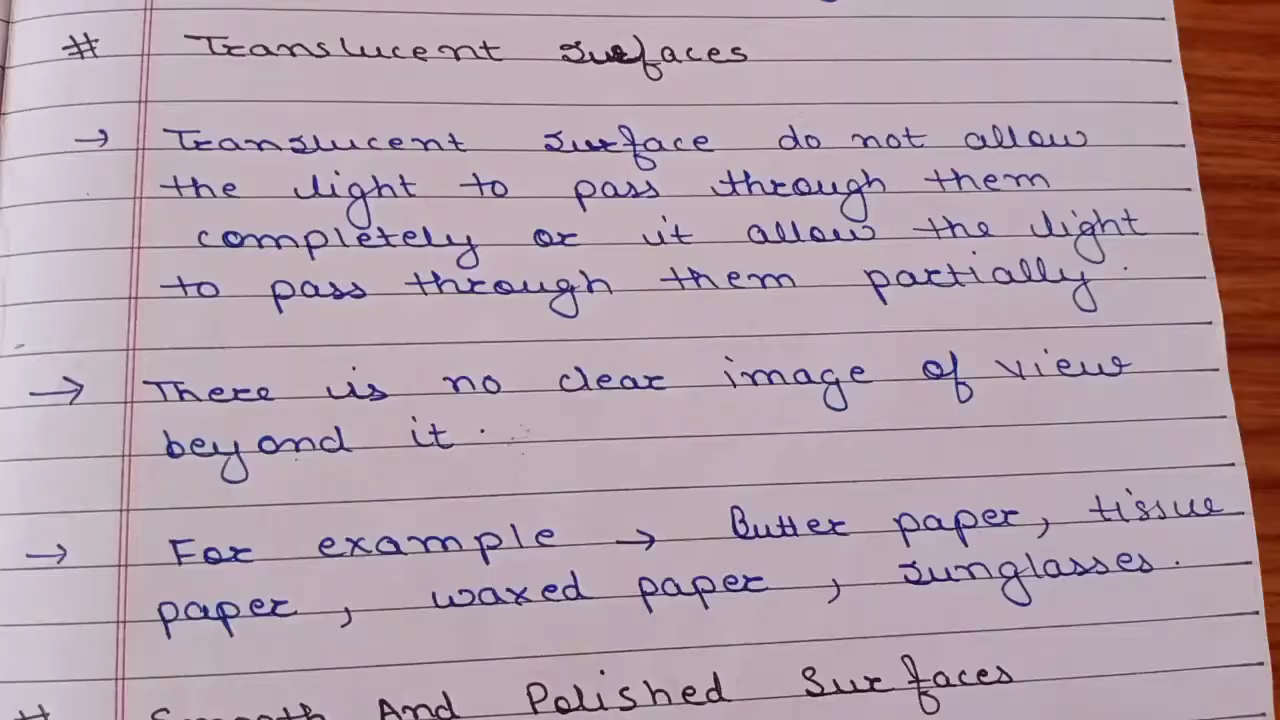 # Translucent surfaces
→ Translucent surface do not allow
the light to pass through them
completely or it allow the light
to pass through them partially.
→ There is no clear image of view
beyond it.
→ For example → Butter paper, tissue
paper, waxed paper, sunglasses.
# Smooth And Polished Surfaces